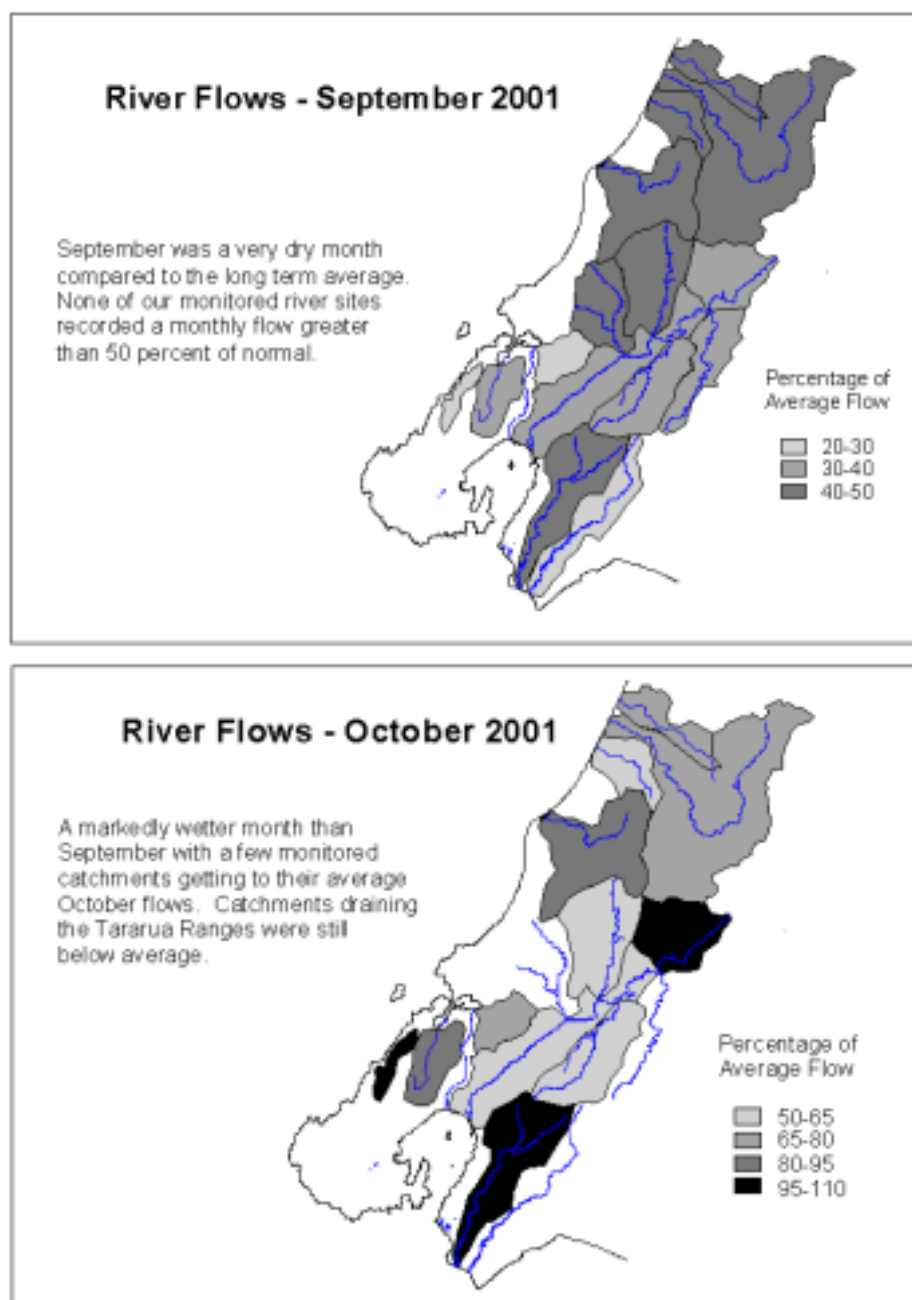 River Flows - September 2001
September was a very dry month
compared to the long term average.
None of our monitored river sites
recorded a monthly flow greater
than 50 percent of normal.
Percentage of
Average Flow
20-30
30-40
40-50
River Flows - October 2001
A markedly wetter month than
September with a few monitored
catchments getting to their average
October flows. Catchments draining
the Tararua Ranges were still
below average.
Percentage of
Average Flow
50-65
65-80
80-95
95-110